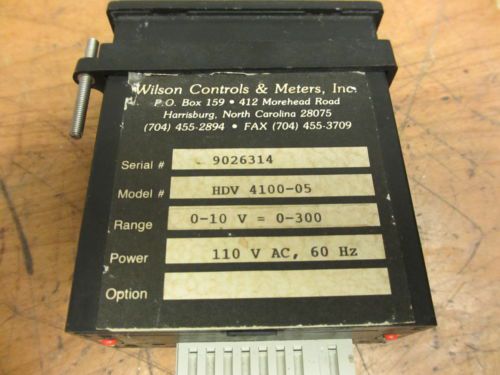 Wilson Controls & Meters, Inc.
P.O. Box 159 • 412 Morehead Road
Harrisburg, North Carolina 28075
(704) 455-2894 • FAX (704) 455-3709
Serial # 9026314
Model # HDV 4100-05
Range 0-10 V = 0-300
Power 110 V AC, 60 Hz
Option